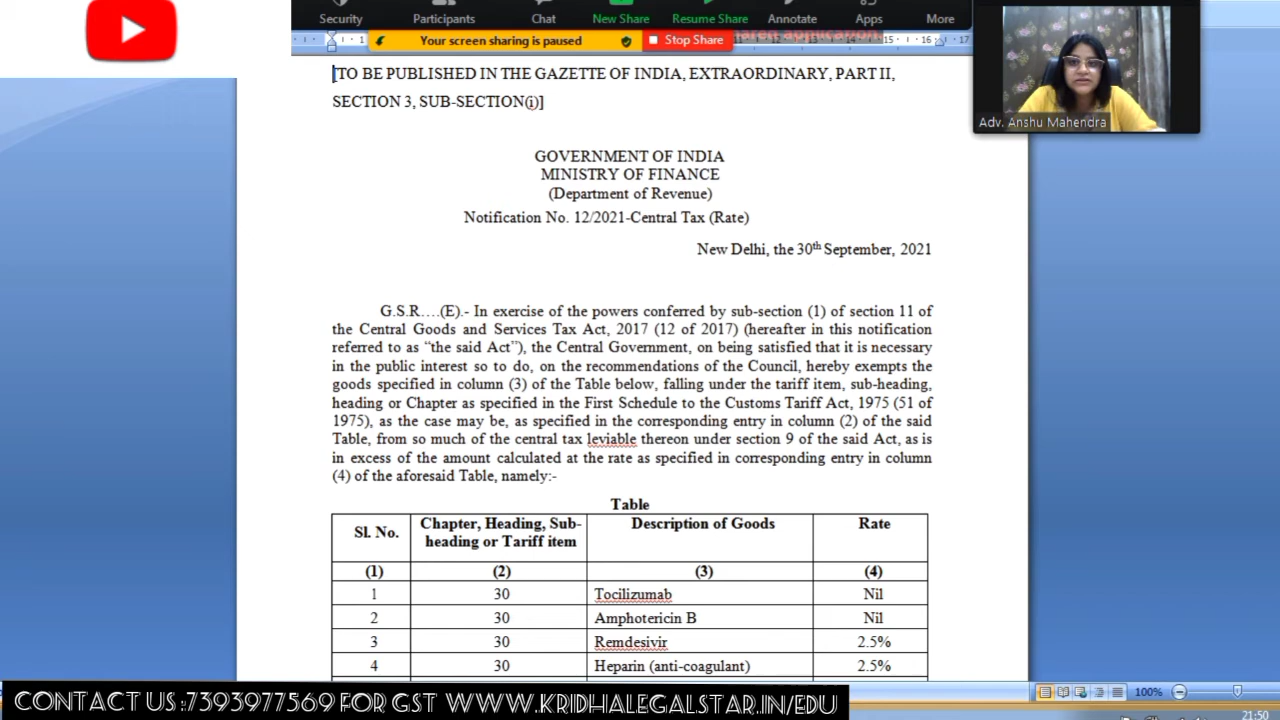 Security Participants Chat New Share Resume Share Annotate Apps More
Your screen sharing is paused Stop Share
1 11 12 13 14 15 16 17
Adv. Anshu Mahendra
[TO BE PUBLISHED IN THE GAZETTE OF INDIA, EXTRAORDINARY, PART II,
SECTION 3, SUB-SECTION(i)]
GOVERNMENT OF INDIA
MINISTRY OF FINANCE
(Department of Revenue)
Notification No. 12/2021-Central Tax (Rate)
New Delhi, the 30th September, 2021
G.S.R....(E).- In exercise of the powers conferred by sub-section (1) of section 11 of
the Central Goods and Services Tax Act, 2017 (12 of 2017) (hereafter in this notification
referred to as “the said Act”), the Central Government, on being satisfied that it is necessary
in the public interest so to do, on the recommendations of the Council, hereby exempts the
goods specified in column (3) of the Table below, falling under the tariff item, sub-heading,
heading or Chapter as specified in the First Schedule to the Customs Tariff Act, 1975 (51 of
1975), as the case may be, as specified in the corresponding entry in column (2) of the said
Table, from so much of the central tax leviable thereon under section 9 of the said Act, as is
in excess of the amount calculated at the rate as specified in corresponding entry in column
(4) of the aforesaid Table, namely:-
Table
Sl. No. Chapter, Heading, Sub-heading or Tariff item Description of Goods Rate
(1) (2) (3) (4)
1 30 Tocilizumab Nil
2 30 Amphotericin B Nil
3 30 Remdesivir 2.5%
4 30 Heparin (anti-coagulant) 2.5%
100%
CONTACT US :7393977569 FOR GST WWW.KRIDHALEGALSTAR.IN/EDU
21:50